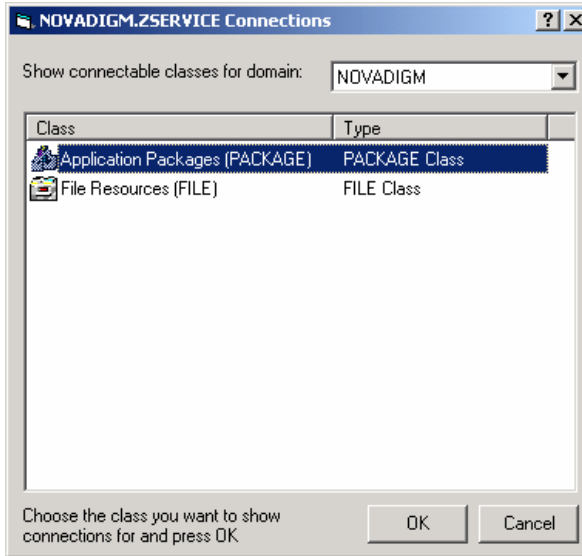 NOVADIGM.ZSERVICE Connections
Show connectable classes for domain: NOVADIGM
Class Type
Application Packages (PACKAGE) PACKAGE Class
File Resources (FILE) FILE Class
Choose the class you want to show
connections for and press OK
OK Cancel